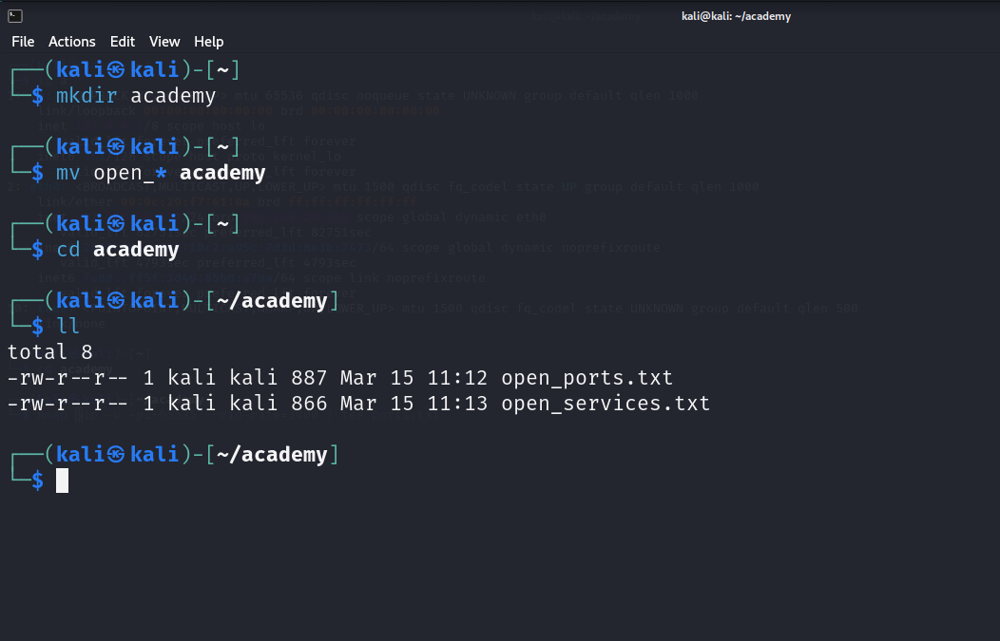 kali@kali: ~/academy
File Actions Edit View Help
┌──(kali㉿kali)-[~]
└─$ mkdir academy
┌──(kali㉿kali)-[~]
└─$ mv open_* academy
┌──(kali㉿kali)-[~]
└─$ cd academy
┌──(kali㉿kali)-[~/academy]
└─$ ll
total 8
-rw-r--r-- 1 kali kali 887 Mar 15 11:12 open_ports.txt
-rw-r--r-- 1 kali kali 866 Mar 15 11:13 open_services.txt
┌──(kali㉿kali)-[~/academy]
└─$